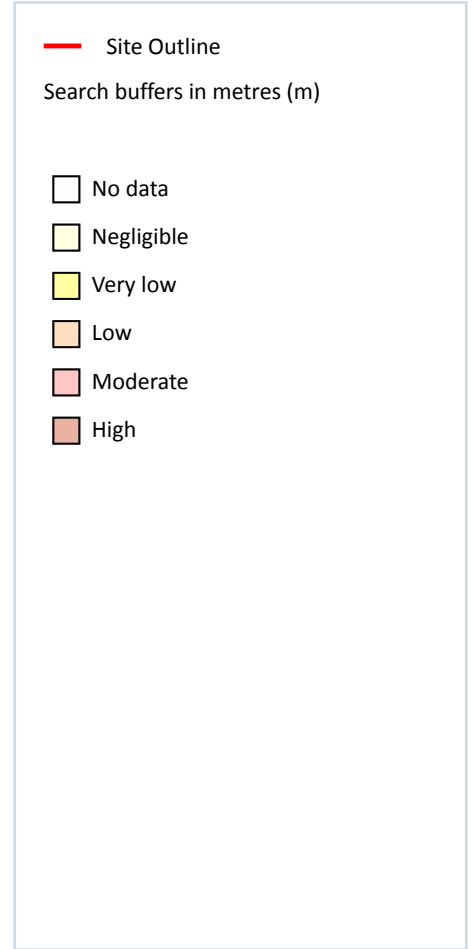 Site Outline
Search buffers in metres (m)
No data
Negligible
Very low
Low
Moderate
High